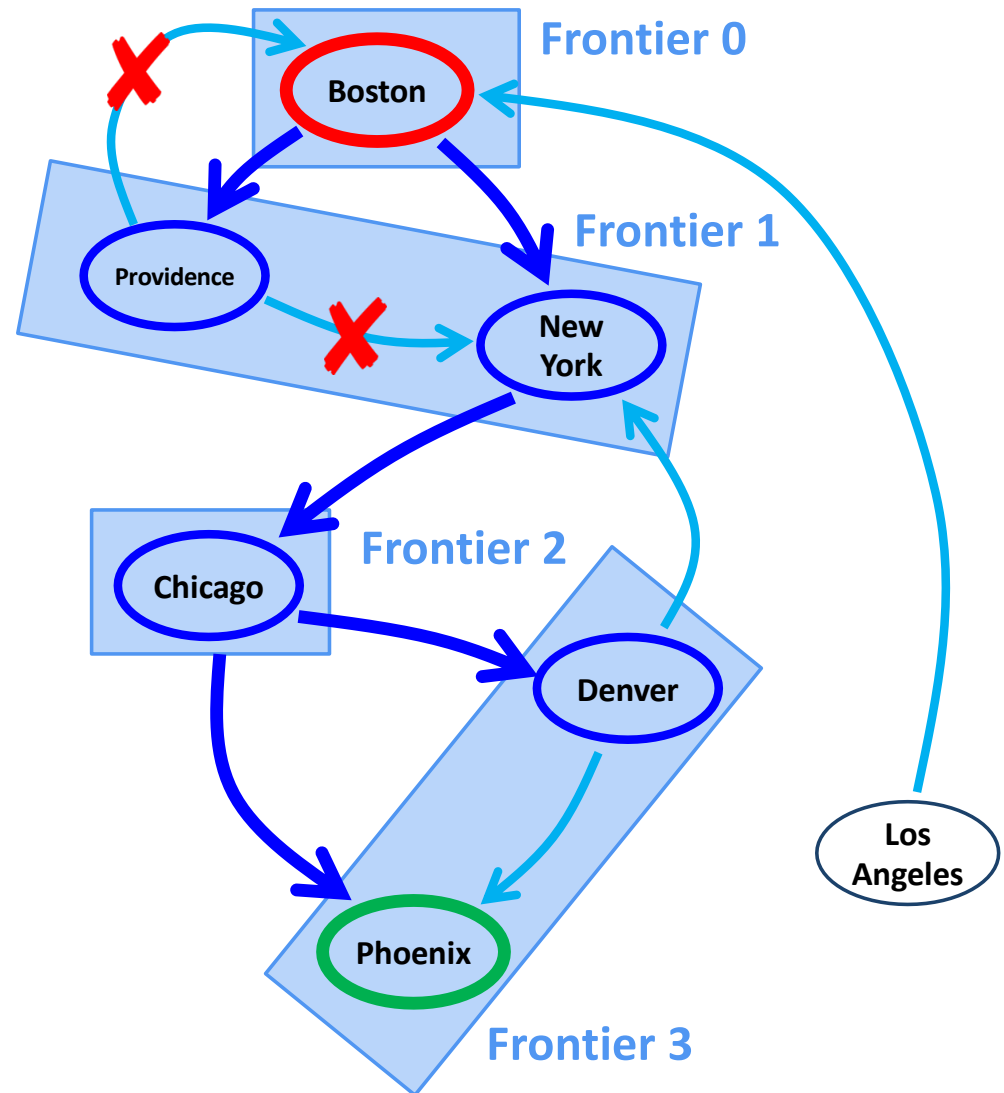 Frontier 0
Boston
Frontier 1
Providence
New
York
Frontier 2
Chicago
Denver
Los
Angeles
Phoenix
Frontier 3